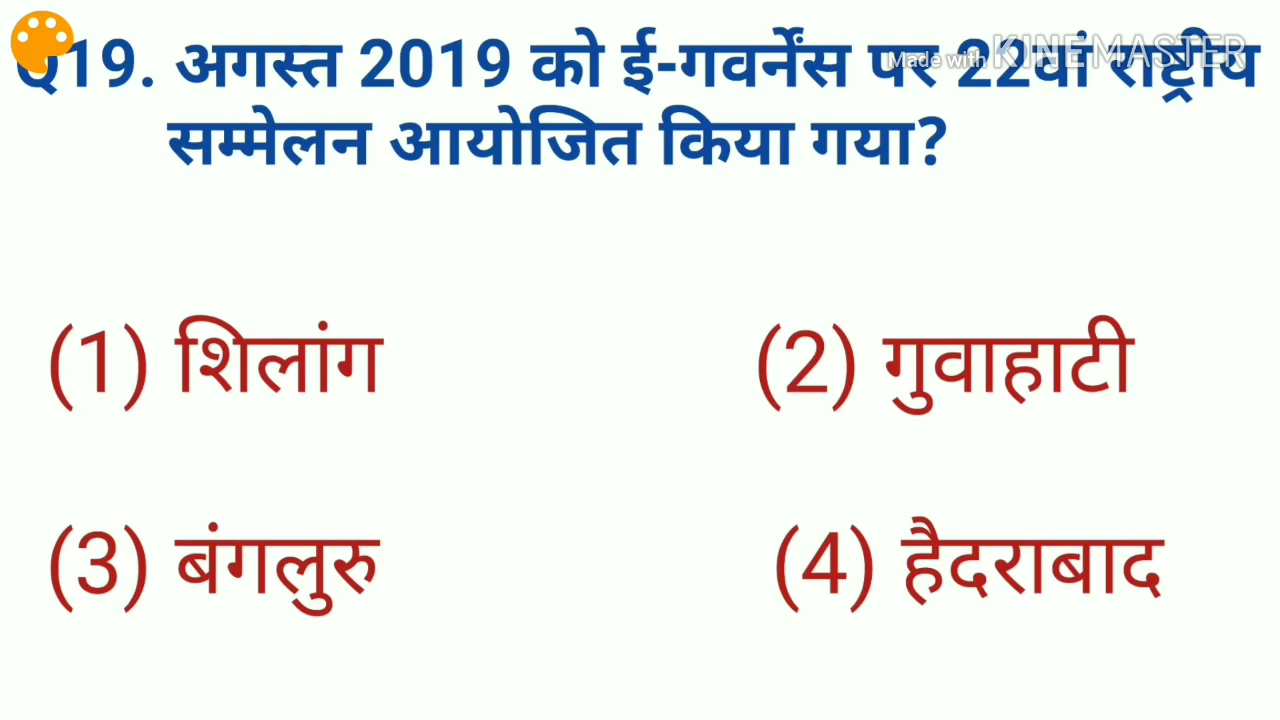 Q19. अगस्त 2019 को ई-गवर्नेंस पर 22वां राष्ट्रीय
Made with KINEMASTER
सम्मेलन आयोजित किया गया?
(1) शिलांग (2) गुवाहाटी
(3) बंगलुरु (4) हैदराबाद